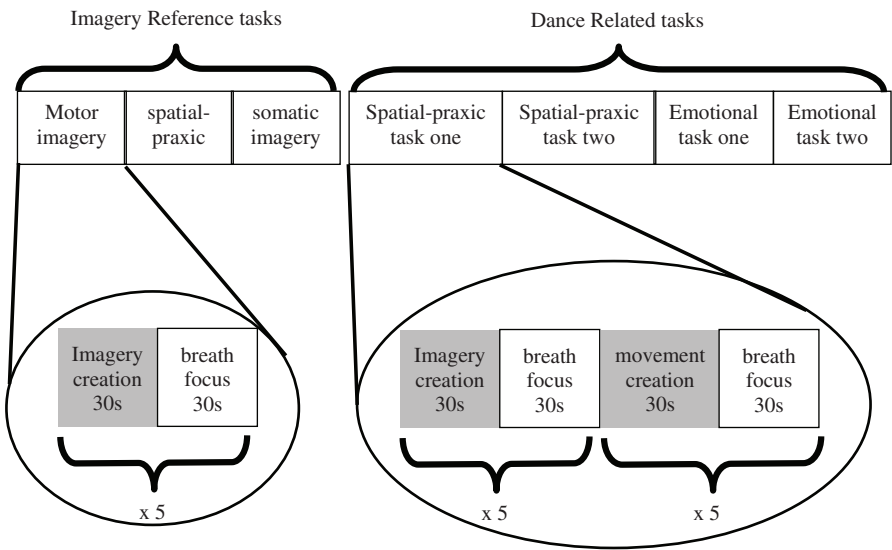 Imagery Reference tasks
Dance Related tasks
Motor
imagery
spatial-
praxic
somatic
imagery
Spatial-praxic
task one
Spatial-praxic
task two
Emotional
task one
Emotional
task two
Imagery
creation
30s
breath
focus
30s
x 5
Imagery
creation
30s
breath
focus
30s
movement
creation
30s
breath
focus
30s
x 5
x 5